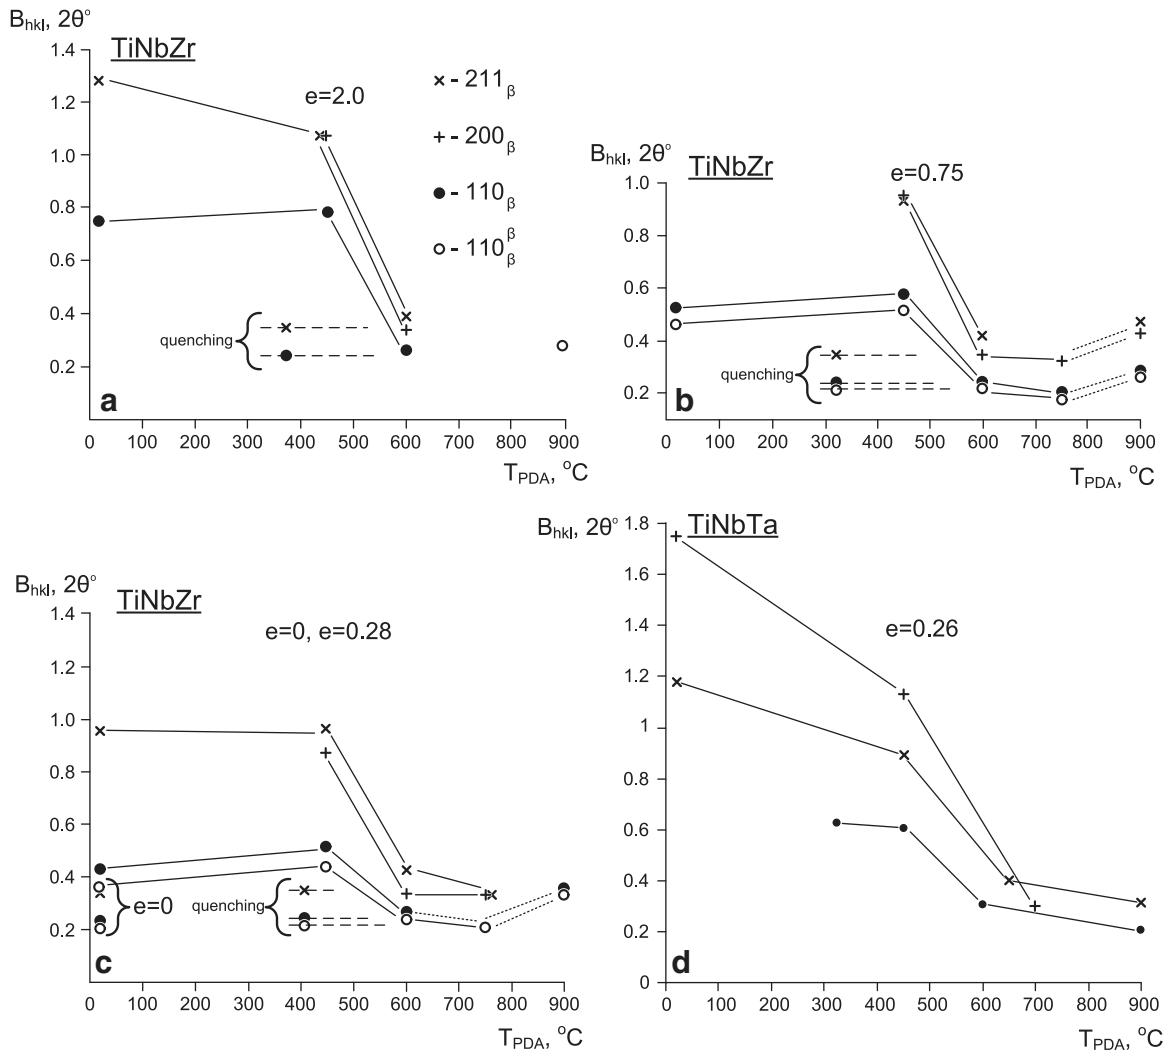 B_hkl, 2θ°
TiNbZr
e=2.0
× - 211 β
+ - 200 β
● - 110 β
○ - 110 β β
1.4
1.2
1.0
0.8
0.6
0.4
0.2
quenching
a
0 100 200 300 400 500 600 700 800 900
T_PDA, °C
B_hkl, 2θ°
TiNbZr
e=0.75
1.0
0.8
0.6
0.4
0.2
quenching
b
0 100 200 300 400 500 600 700 800 900
T_PDA, °C
B_hkl, 2θ°
TiNbZr
e=0, e=0.28
1.4
1.2
1.0
0.8
0.6
0.4
0.2
e=0
quenching
c
0 100 200 300 400 500 600 700 800 900
T_PDA, °C
B_hkl, 2θ°
TiNbTa
e=0.26
1.8
1.6
1.4
1.2
1
0.8
0.6
0.4
0.2
0
d
0 100 200 300 400 500 600 700 800 900
T_PDA, °C